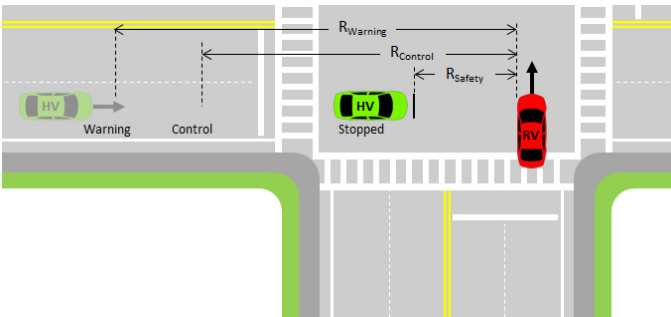 RWarning
RControl
RSafety
HV
HV
Warning
Control
Stopped
RV